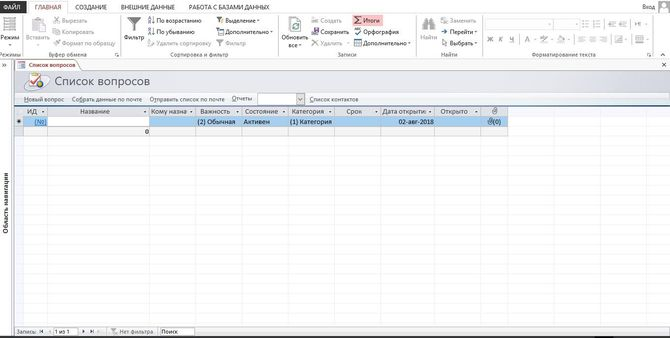 ФАЙЛ ГЛАВНАЯ СОЗДАНИЕ ВНЕШНИЕ ДАННЫЕ РАБОТА С БАЗАМИ ДАННЫХ Вход
Режим
Режимы
Вставить
Вырезать
Копировать
Формат по образцу
Буфер обмена
Фильтр
По возрастанию
По убыванию
Удалить сортировку
Выделение
Дополнительно
Фильтр
Сортировка и фильтр
Обновить все
Создать
Сохранить
Удалить
Итоги
Орфография
Дополнительно
Записи
Найти
Заменить
Перейти
Выбрать
Найти
Ж К Ч
Форматирование текста
Список вопросов
Список вопросов
Новый вопрос Собрать данные по почте Отправить список по почте Отчеты Список контактов
ИД Название Кому назна Важность Состояние Категория Срок Дата открыти Открыто
(№) (2) Обычная Активен (1) Категория 02-авг-2018 (0)
0
Область навигации
Запись: 1 из 1 Нет фильтра Поиск